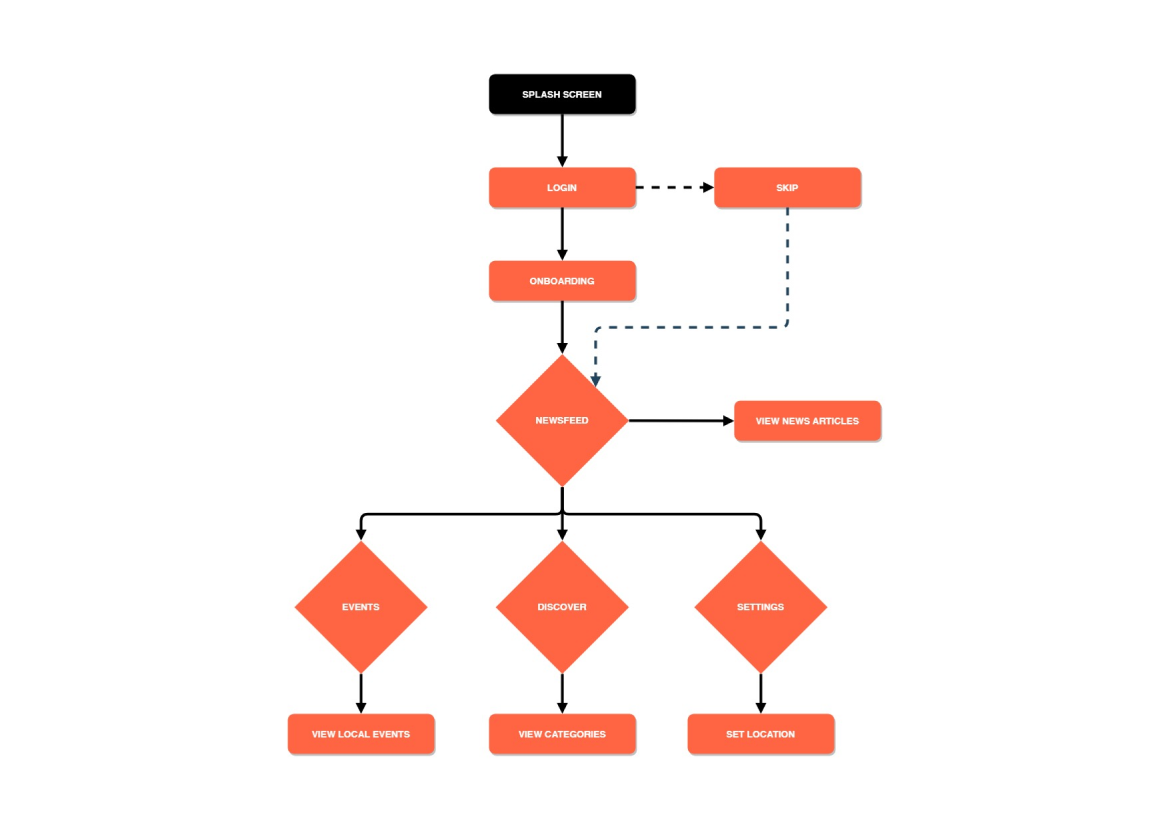 SPLASH SCREEN
LOGIN
SKIP
ONBOARDING
NEWSFEED
VIEW NEWS ARTICLES
EVENTS
DISCOVER
SETTINGS
VIEW LOCAL EVENTS
VIEW CATEGORIES
SET LOCATION